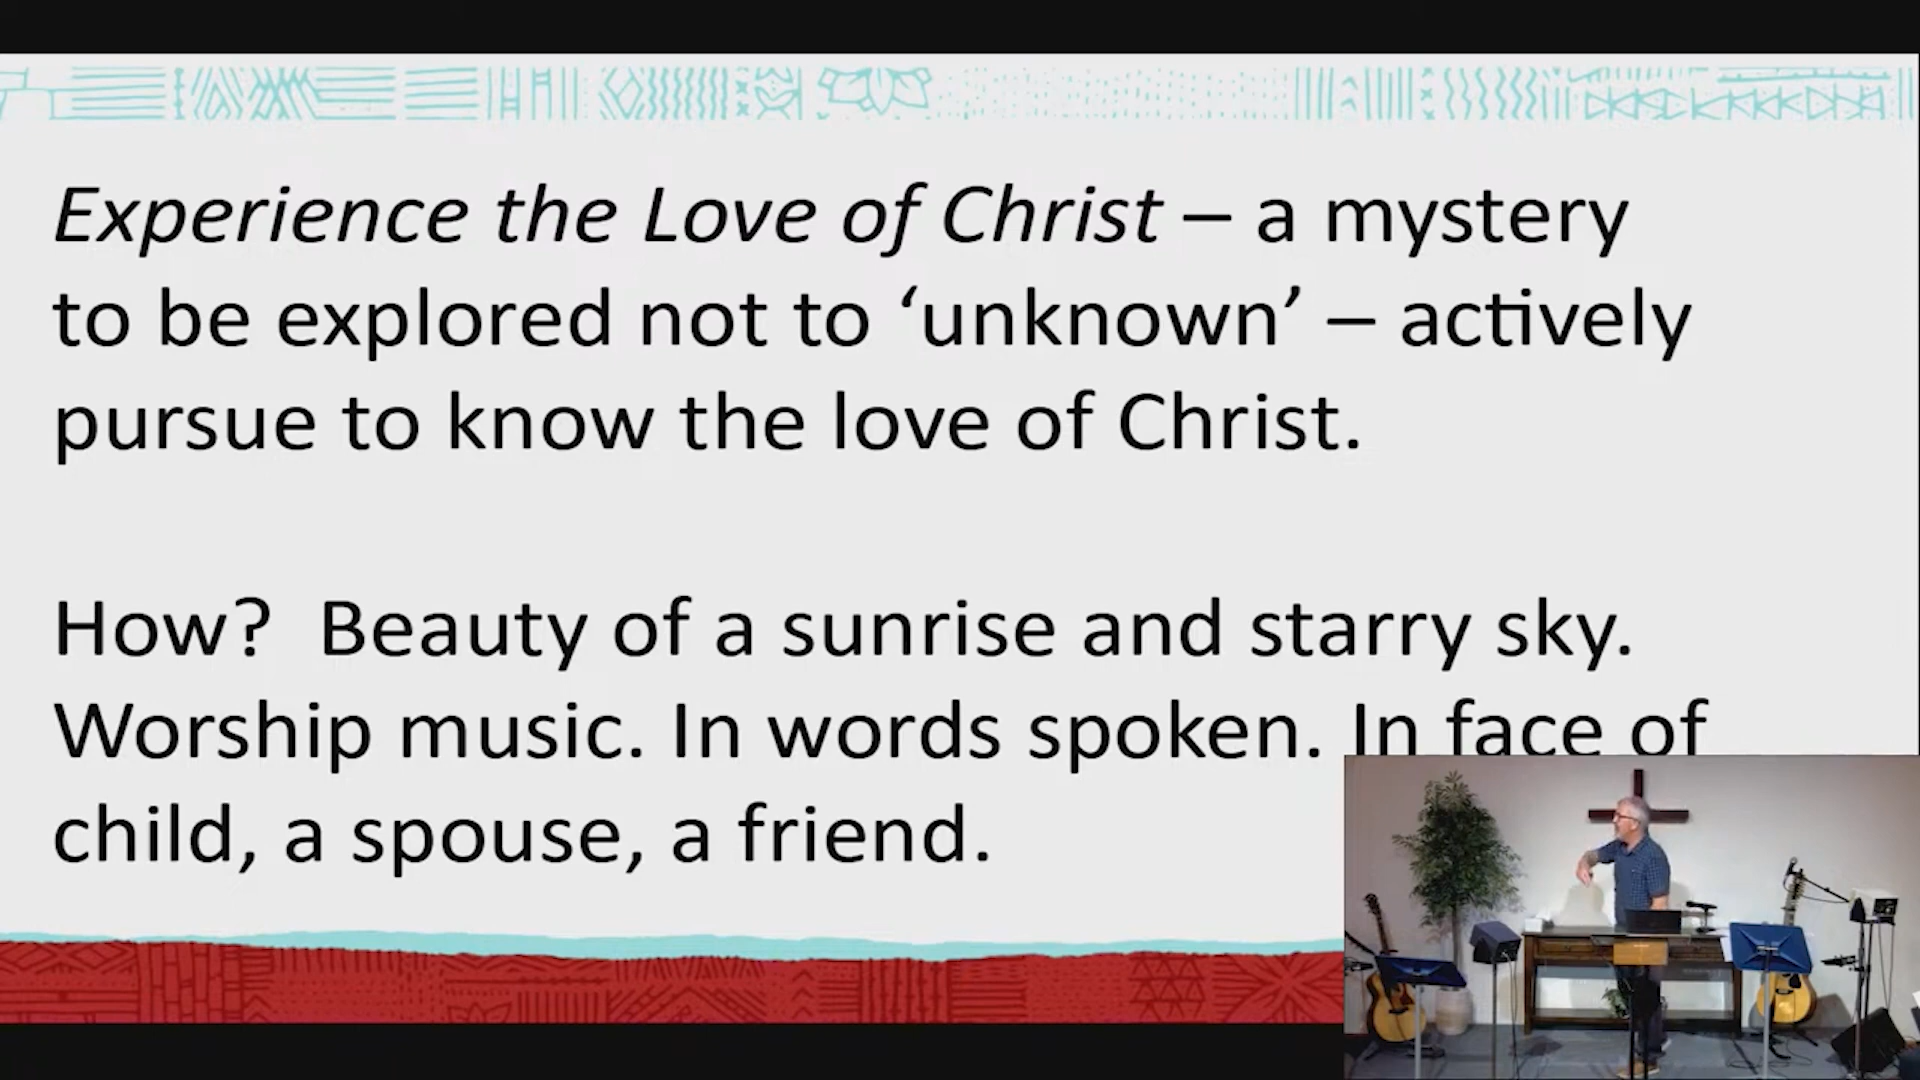 Experience the Love of Christ – a mystery
to be explored not to ‘unknown’ – actively
pursue to know the love of Christ.
How?  Beauty of a sunrise and starry sky.
Worship music. In words spoken. In face of
child, a spouse, a friend.